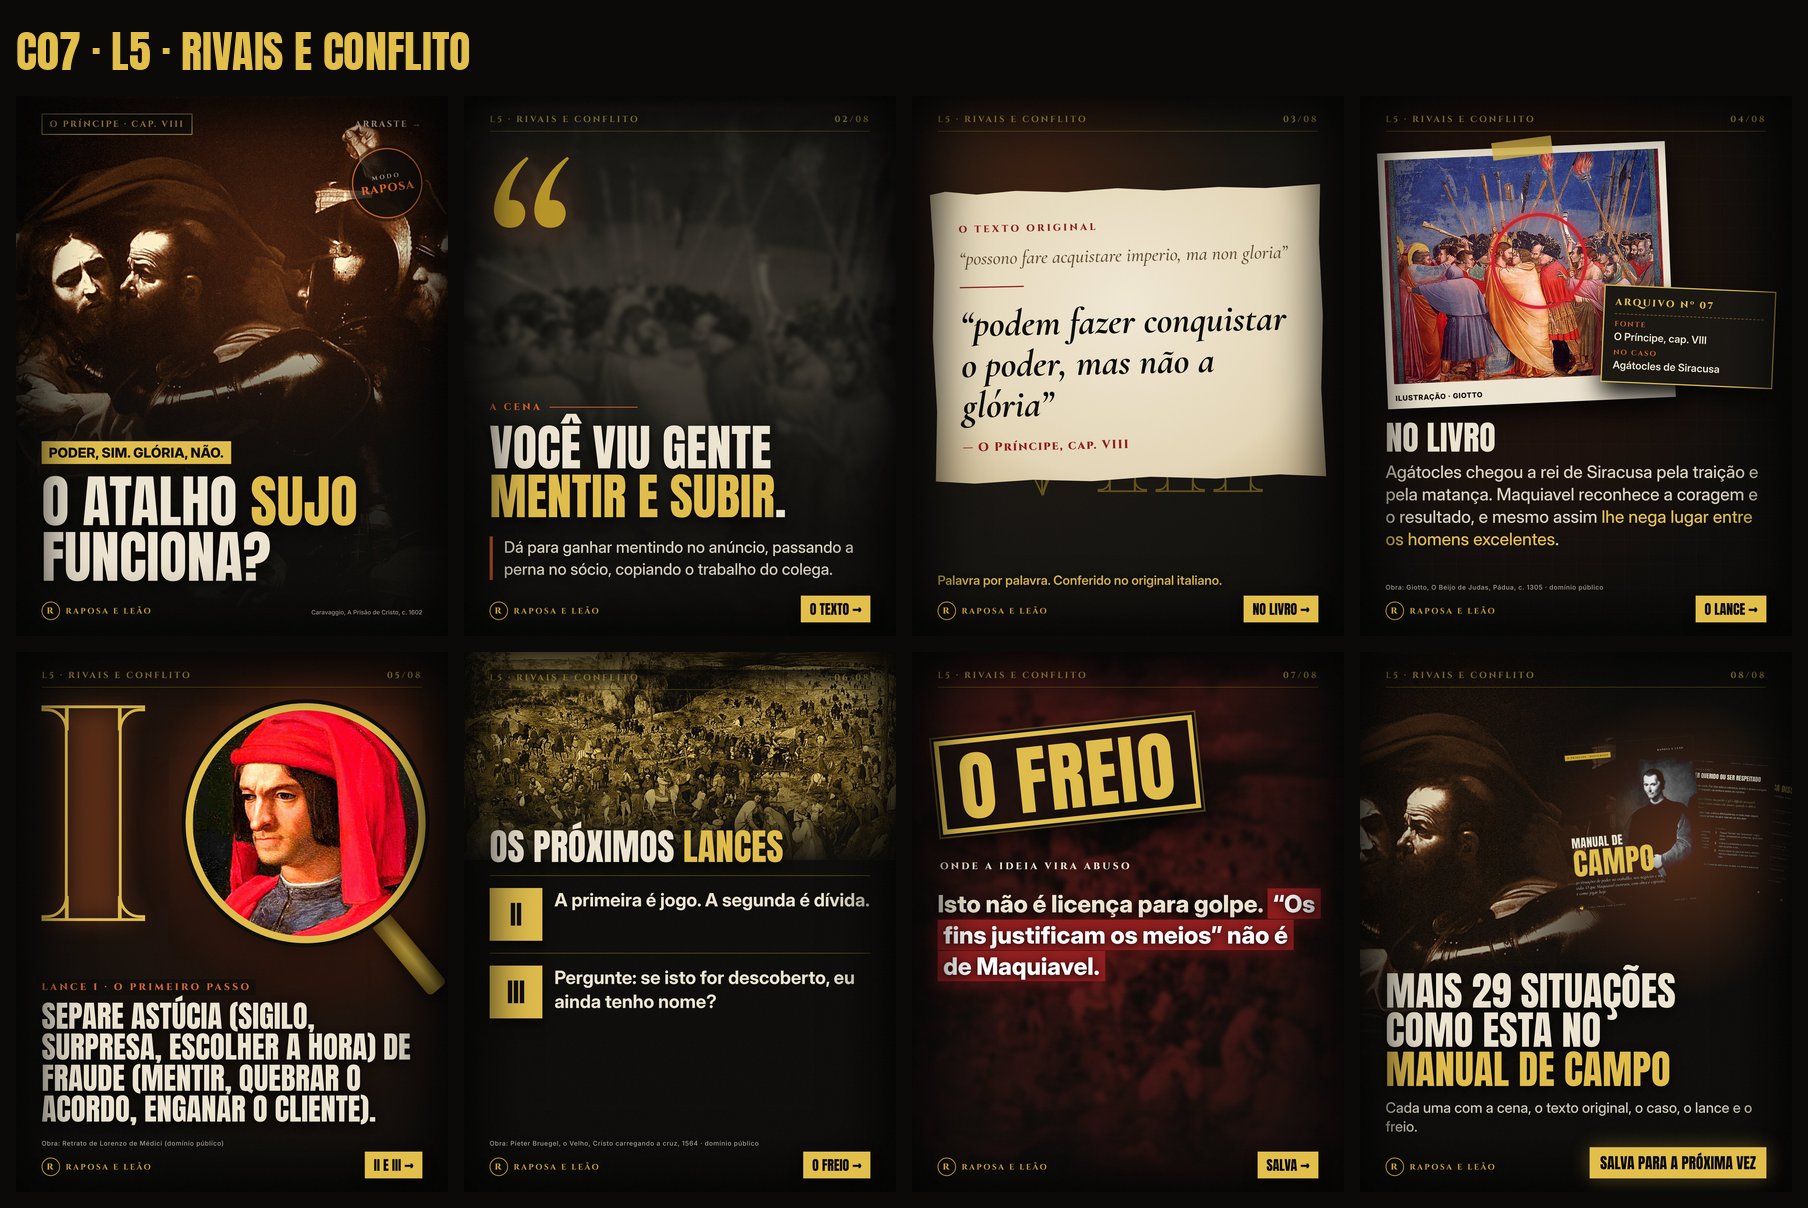 C07 · L5 · RIVAIS E CONFLITO
O PRÍNCIPE · CAP. VIII
ARRASTE →
MODO
RAPOSA
PODER, SIM. GLÓRIA, NÃO.
O ATALHO SUJO
FUNCIONA?
R RAPOSA E LEÃO
Caravaggio, A Prisão de Cristo, c. 1602
L5 · RIVAIS E CONFLITO
02/08
“
A CENA
VOCÊ VIU GENTE
MENTIR E SUBIR.
Dá para ganhar mentindo no anúncio, passando a
perna no sócio, copiando o trabalho do colega.
R RAPOSA E LEÃO
O TEXTO →
L5 · RIVAIS E CONFLITO
03/08
O TEXTO ORIGINAL
“possono fare acquistare imperio, ma non gloria”
“podem fazer conquistar
o poder, mas não a
glória”
— O PRÍNCIPE, CAP. VIII
VIII
Palavra por palavra. Conferido no original italiano.
R RAPOSA E LEÃO
NO LIVRO →
L5 · RIVAIS E CONFLITO
04/08
ARQUIVO Nº 07
FONTE
O Príncipe, cap. VIII
NO CASO
Agátocles de Siracusa
ILUSTRAÇÃO · GIOTTO
NO LIVRO
Agátocles chegou a rei de Siracusa pela traição e
pela matança. Maquiavel reconhece a coragem e
o resultado, e mesmo assim lhe nega lugar entre
os homens excelentes.
Obra: Giotto, O Beijo de Judas, Pádua, c. 1305 · domínio público
R RAPOSA E LEÃO
O LANCE →
L5 · RIVAIS E CONFLITO
05/08
I
LANCE I · O PRIMEIRO PASSO
SEPARE ASTÚCIA (SIGILO,
SURPRESA, ESCOLHER A HORA) DE
FRAUDE (MENTIR, QUEBRAR O
ACORDO, ENGANAR O CLIENTE).
Obra: Retrato de Lorenzo de Médici (domínio público)
R RAPOSA E LEÃO
II E III →
L5 · RIVAIS E CONFLITO
06/08
OS PRÓXIMOS LANCES
II
A primeira é jogo. A segunda é dívida.
III
Pergunte: se isto for descoberto, eu
ainda tenho nome?
Obra: Pieter Bruegel, o Velho, Cristo carregando a cruz, 1564 · domínio público
R RAPOSA E LEÃO
O FREIO →
L5 · RIVAIS E CONFLITO
07/08
O FREIO
ONDE A IDEIA VIRA ABUSO
Isto não é licença para golpe. “Os
fins justificam os meios” não é
de Maquiavel.
R RAPOSA E LEÃO
SALVA →
L5 · RIVAIS E CONFLITO
08/08
MANUAL DE
CAMPO
QUERIDO OU SER RESPEITADO
MAIS 29 SITUAÇÕES
COMO ESTA NO
MANUAL DE CAMPO
Cada uma com a cena, o texto original, o caso, o lance e o
freio.
R RAPOSA E LEÃO
SALVA PARA A PRÓXIMA VEZ